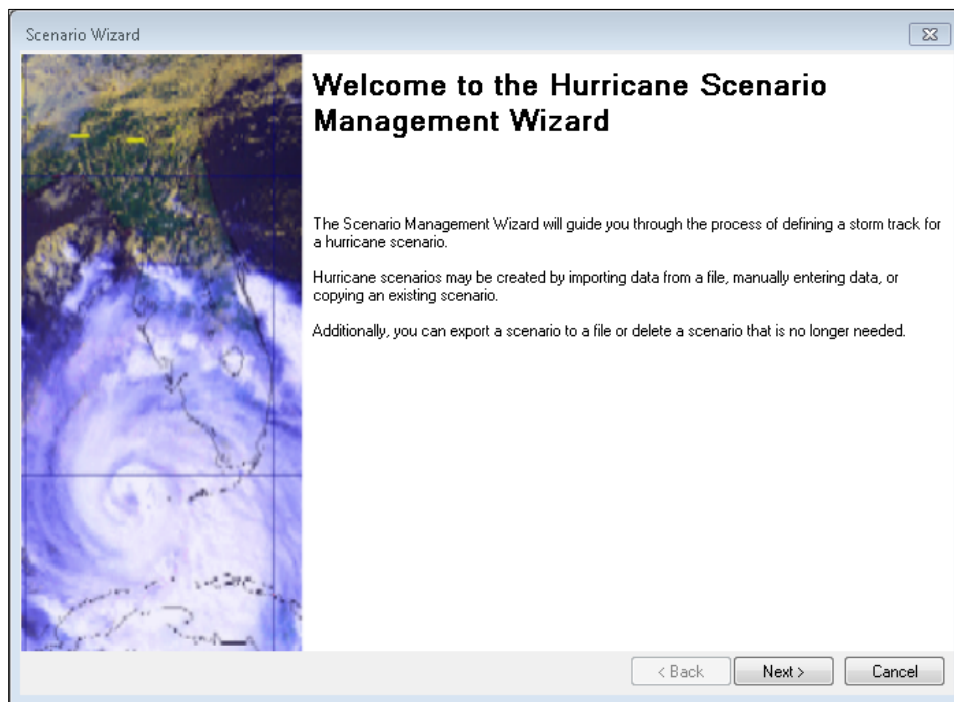 Scenario Wizard
Welcome to the Hurricane Scenario
Management Wizard
The Scenario Management Wizard will guide you through the process of defining a storm track for
a hurricane scenario.
Hurricane scenarios may be created by importing data from a file, manually entering data, or
copying an existing scenario.
Additionally, you can export a scenario to a file or delete a scenario that is no longer needed.
< Back
Next >
Cancel